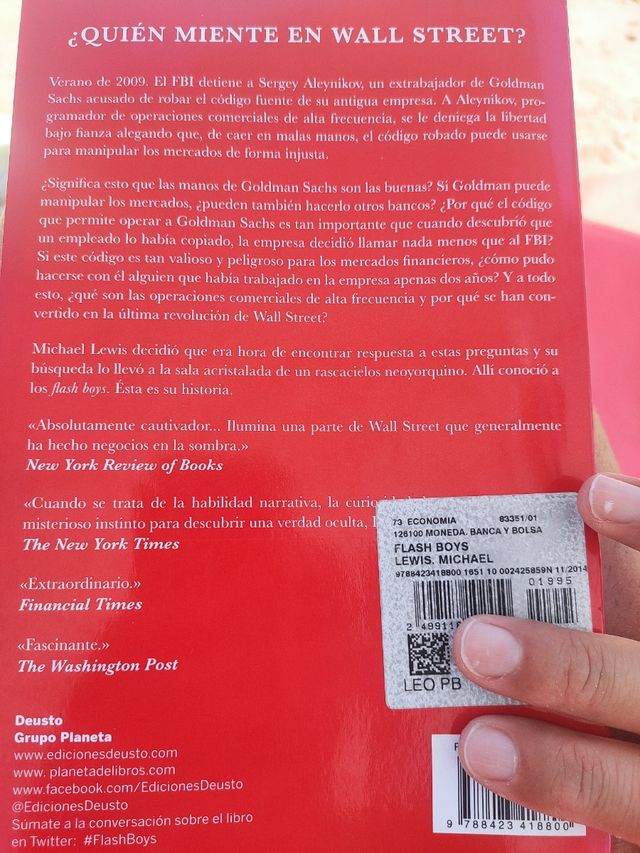 ¿QUIÉN MIENTE EN WALL STREET?
Verano de 2009. El FBI detiene a Sergey Aleynikov, un extrabajador de Goldman
Sachs acusado de robar el código fuente de su antigua empresa. A Aleynikov, pro-
gramador de operaciones comerciales de alta frecuencia, se le deniega la libertad
bajo fianza alegando que, de caer en malas manos, el código robado puede usarse
para manipular los mercados de forma injusta.
¿Significa esto que las manos de Goldman Sachs son las buenas? Sí Goldman puede
manipular los mercados, ¿pueden también hacerlo otros bancos? ¿Por qué el código
que permite operar a Goldman Sachs es tan importante que cuando descubrió que
un empleado lo había copiado, la empresa decidió llamar nada menos que al FBI?
Si este código es tan valioso y peligroso para los mercados financieros, ¿cómo pudo
hacerse con él alguien que había trabajado en la empresa apenas dos años? Y a todo
esto, ¿qué son las operaciones comerciales de alta frecuencia y por qué se han con-
vertido en la última revolución de Wall Street?
Michael Lewis decidió que era hora de encontrar respuesta a estas preguntas y su
búsqueda lo llevó a la sala acristalada de un rascacielos neoyorquino. Allí conoció a
los flash boys. Ésta es su historia.
«Absolutamente cautivador... Ilumina una parte de Wall Street que generalmente
ha hecho negocios en la sombra.»
New York Review of Books
«Cuando se trata de la habilidad narrativa, la
misterioso instinto para descubrir una verdad oculta,
The New York Times
«Extraordinario.»
Financial Times
«Fascinante.»
The Washington Post
73 ECONOMIA 83351/01
126100 MONEDA. BANCA Y BOLSA
FLASH BOYS
LEWIS. MICHAEL
9788423418800 1651 10 002425859N 11.2014
01995
LEO PB
Deusto
Grupo Planeta
www.edicionesdeusto.com
www. planetadelibros.com
www.facebook.com/EdicionesDeusto
@EdicionesDeusto
Súmate a la conversación sobre el libro
en Twitter: #FlashBoys
9 788423 418800